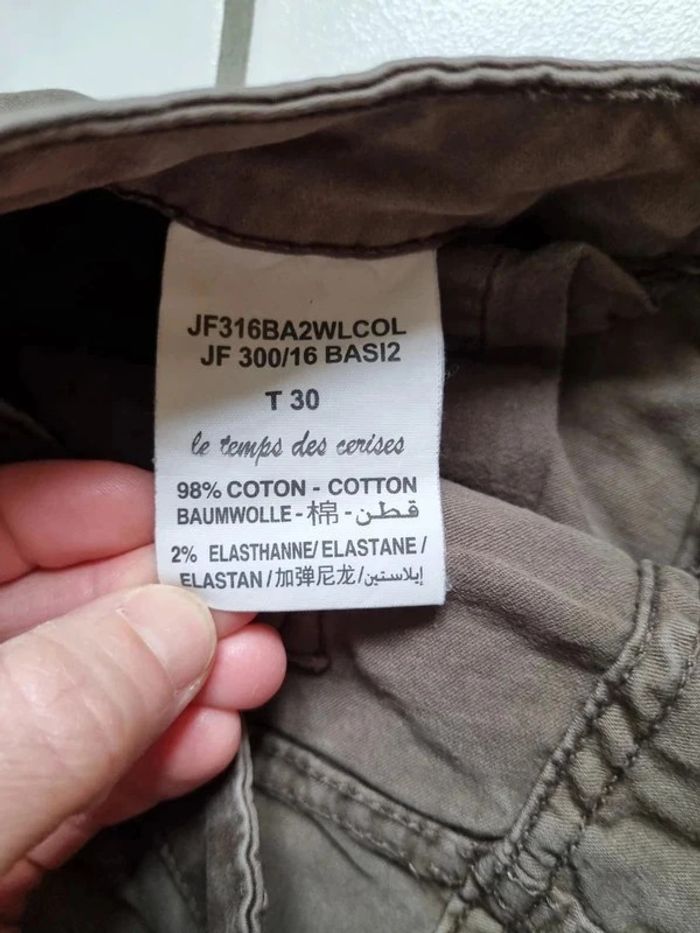 JF316BA2WLCOL
JF 300/16 BASI2
T 30
le temps des cerises
98% COTON - COTTON
BAUMWOLLE - 棉 - قطن
2% ELASTHANNE/ ELASTANE /
ELASTAN / 加弹尼龙 / إيلاستين